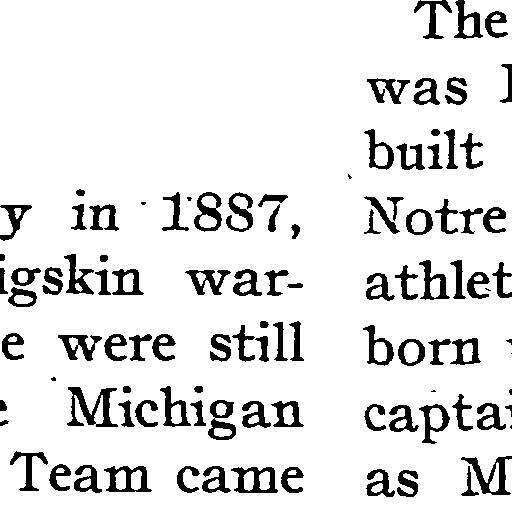 y in 1887,
igskin war-
e were still
e Michigan
Team came
The
was
built
Notre
athlet
born
captai
as M